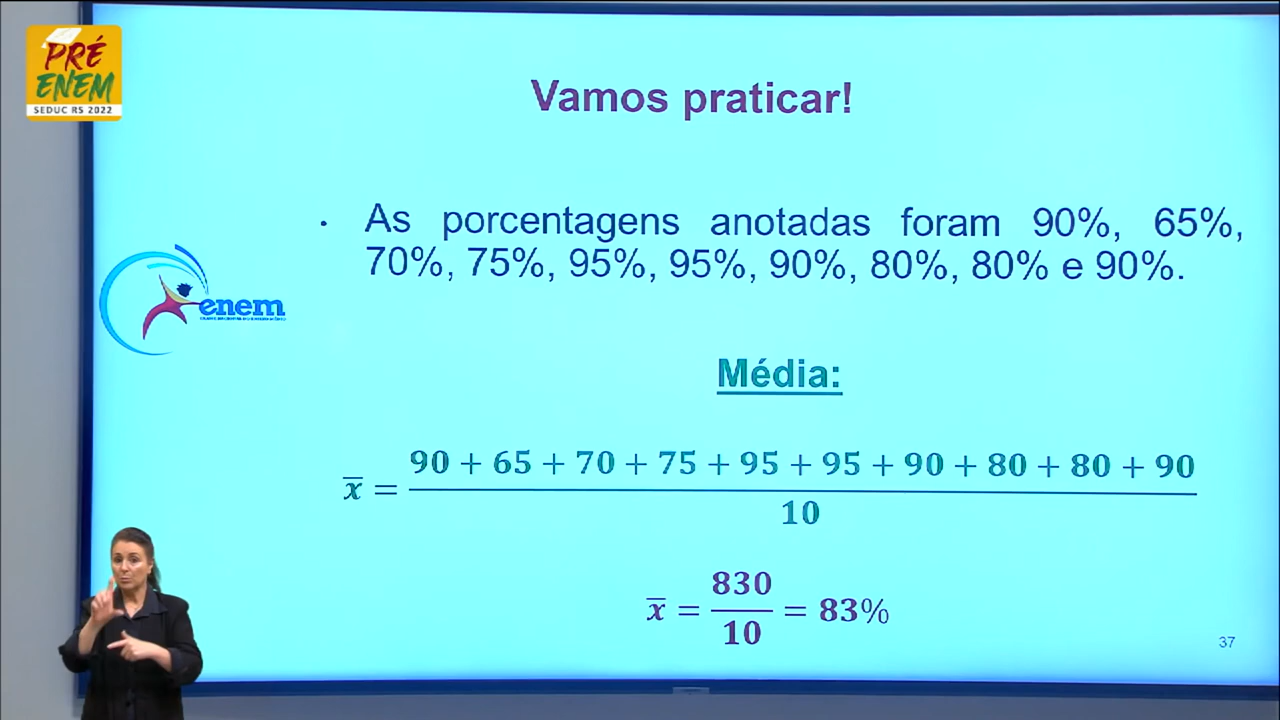 PRÉ
ENEM
SEDUC RS 2022
Vamos praticar!
• As porcentagens anotadas foram 90%, 65%,
70%, 75%, 95%, 95%, 90%, 80%, 80% e 90%.
enem
Média:
x̅ = (90 + 65 + 70 + 75 + 95 + 95 + 90 + 80 + 80 + 90) / 10
x̅ = 830/10 = 83%
37